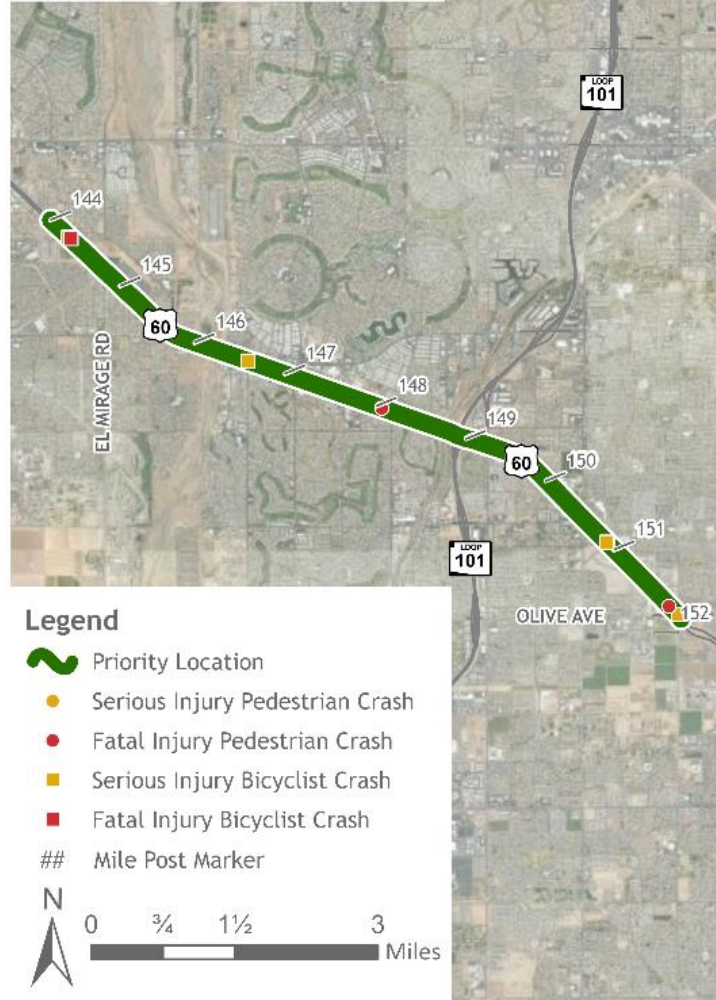 LOOP
101
144
145
60
146
EL MIRAGE RD
147
148
149
60
150
LOOP
101
151
OLIVE AVE
152
Legend
Priority Location
Serious Injury Pedestrian Crash
Fatal Injury Pedestrian Crash
Serious Injury Bicyclist Crash
Fatal Injury Bicyclist Crash
## Mile Post Marker
N
0 ¾ 1½ 3
Miles